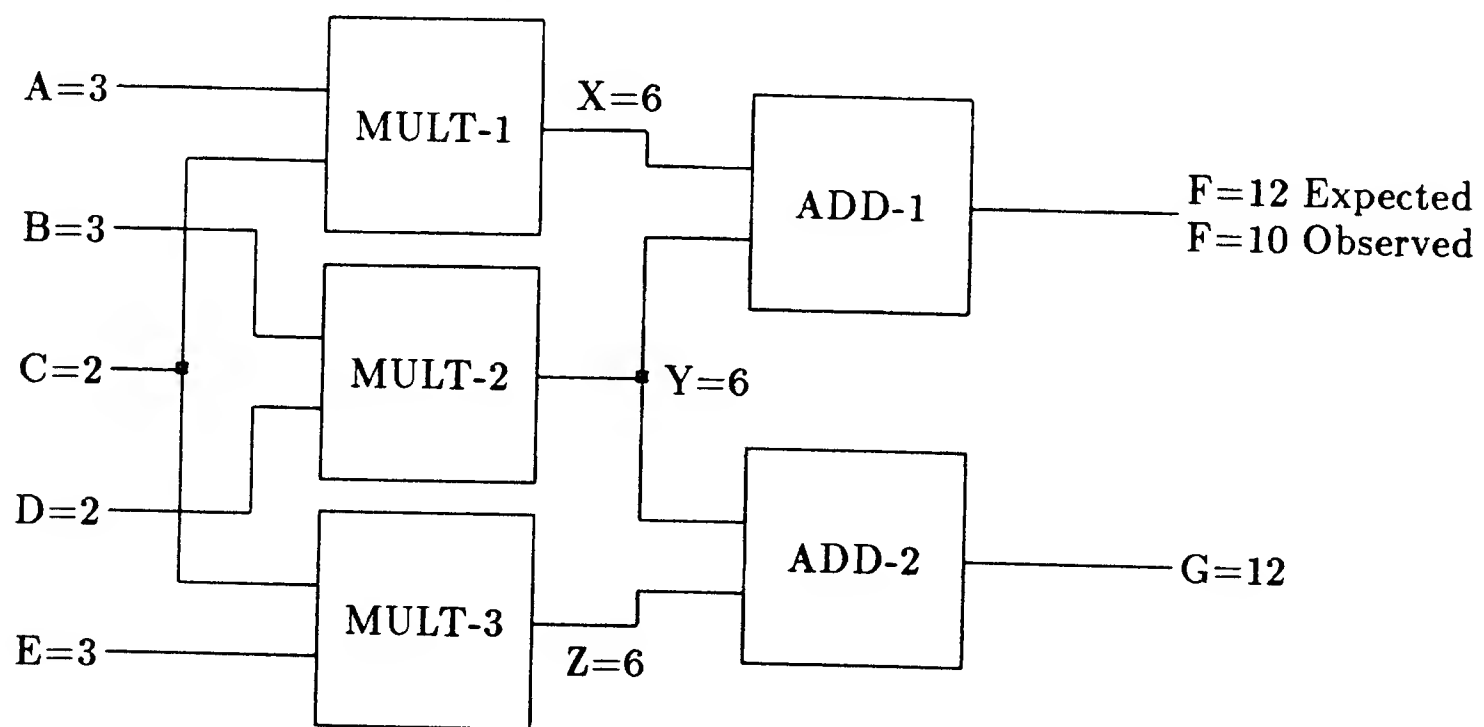 A=3
MULT-1
X=6
ADD-1
F=12 Expected
F=10 Observed
B=3
C=2
MULT-2
Y=6
D=2
ADD-2
G=12
MULT-3
E=3
Z=6